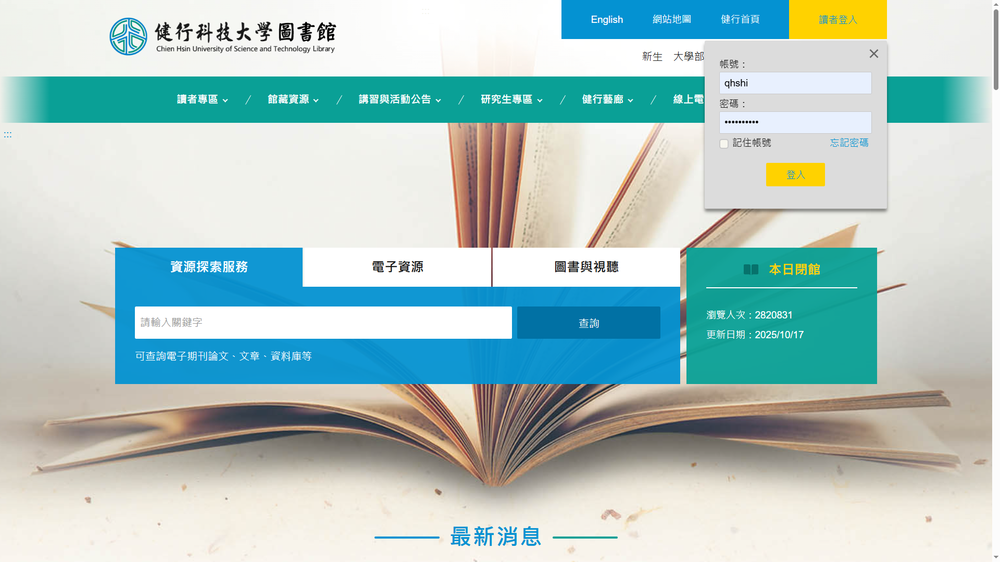 健行科技大學圖書館
Chien Hsin University of Science and Technology Library
:::
English
網站地圖
健行首頁
讀者登入
新生
大學部
帳號：
qhshi
密碼：
••••••••••
記住帳號
忘記密碼
登入
讀者專區
/
館藏資源
/
講習與活動公告
/
研究生專區
/
健行藝廊
/
線上電
:::
資源探索服務
電子資源
圖書與視聽
請輸入關鍵字
查詢
可查詢電子期刊論文、文章、資料庫等
本日閉館
瀏覽人次：2820831
更新日期：2025/10/17
最新消息